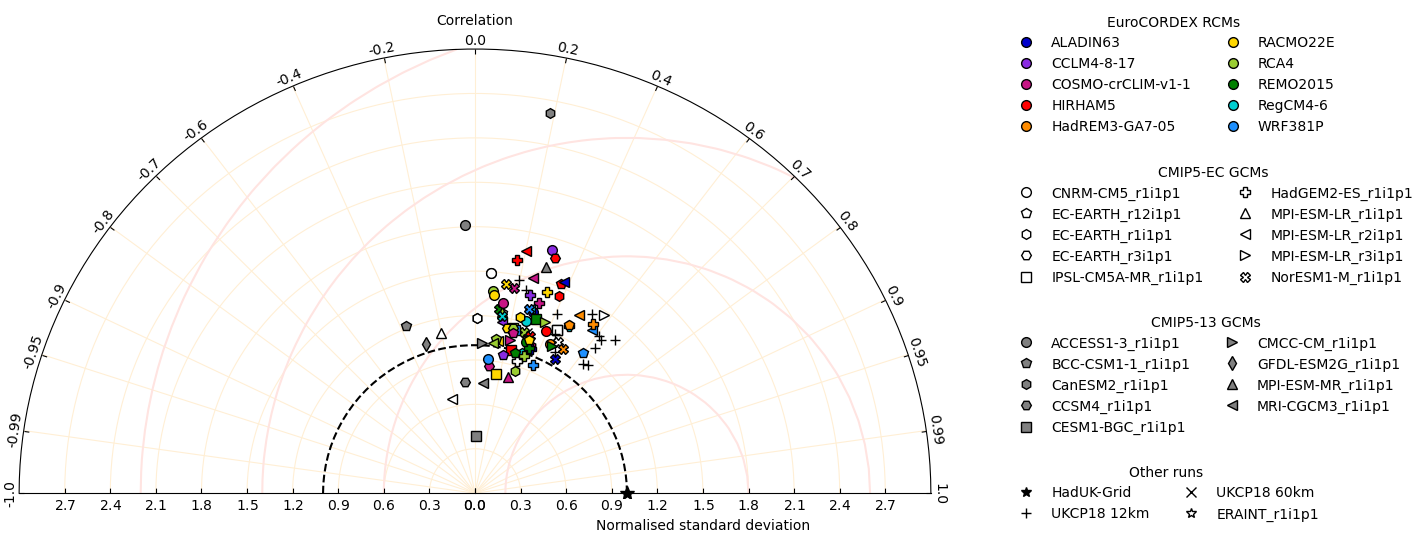 Correlation
-1.0
-0.99
-0.95
-0.9
-0.8
-0.7
-0.6
-0.4
-0.2
0.0
0.2
0.4
0.6
0.7
0.8
0.9
0.95
0.99
1.0
2.7 2.4 2.1 1.8 1.5 1.2 0.9 0.6 0.3 0.0 0.3 0.6 0.9 1.2 1.5 1.8 2.1 2.4 2.7
Normalised standard deviation
EuroCORDEX RCMs
ALADIN63 RACMO22E
CCLM4-8-17 RCA4
COSMO-crCLIM-v1-1 REMO2015
HIRHAM5 RegCM4-6
HadREM3-GA7-05 WRF381P
CMIP5-EC GCMs
CNRM-CM5_r1i1p1 HadGEM2-ES_r1i1p1
EC-EARTH_r12i1p1 MPI-ESM-LR_r1i1p1
EC-EARTH_r1i1p1 MPI-ESM-LR_r2i1p1
EC-EARTH_r3i1p1 MPI-ESM-LR_r3i1p1
IPSL-CM5A-MR_r1i1p1 NorESM1-M_r1i1p1
CMIP5-13 GCMs
ACCESS1-3_r1i1p1 CMCC-CM_r1i1p1
BCC-CSM1-1_r1i1p1 GFDL-ESM2G_r1i1p1
CanESM2_r1i1p1 MPI-ESM-MR_r1i1p1
CCSM4_r1i1p1 MRI-CGCM3_r1i1p1
CESM1-BGC_r1i1p1
Other runs
HadUK-Grid UKCP18 60km
UKCP18 12km ERAINT_r1i1p1